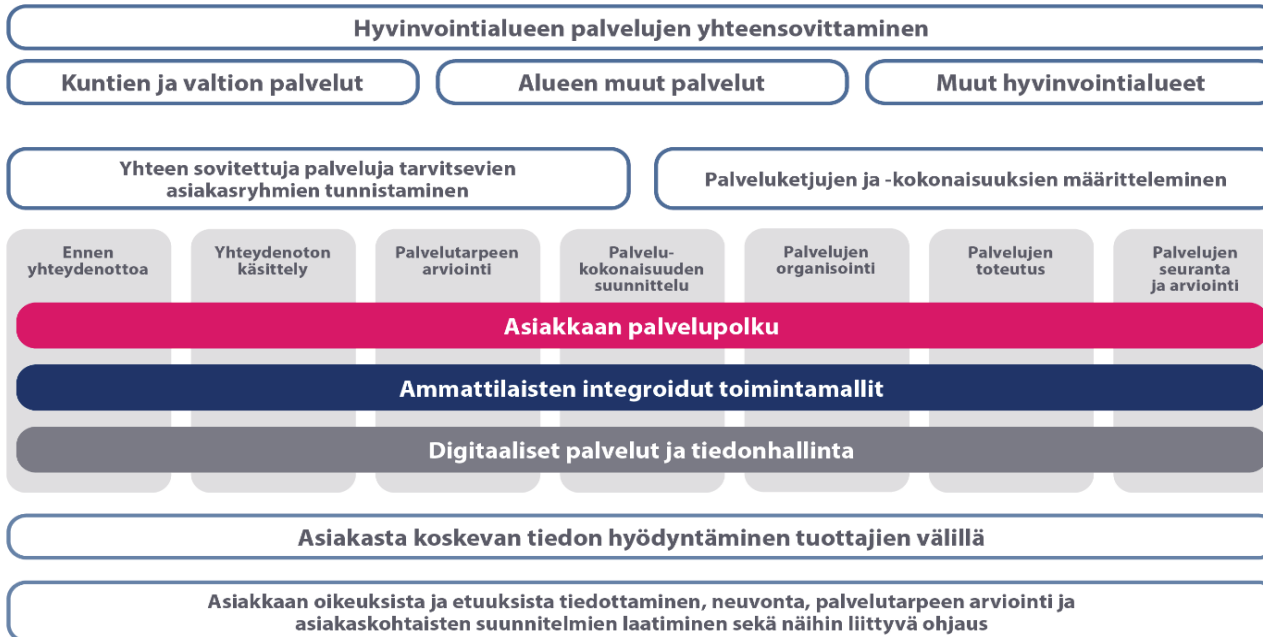 Hyvinvointialueen palvelujen yhteensovittaminen
Kuntien ja valtion palvelut
Alueen muut palvelut
Muut hyvinvointialueet
Yhteen sovitettuja palveluja tarvitsevien
asiakasryhmien tunnistaminen
Palveluketjujen ja -kokonaisuuksien määritteleminen
Ennen
yhteydenottoa
Yhteydenoton
käsittely
Palvelutarpeen
arviointi
Palvelu-
kokonaisuuden
suunnittelu
Palvelujen
organisointi
Palvelujen
toteutus
Palvelujen
seuranta
ja arviointi
Asiakkaan palvelupolku
Ammattilaisten integroidut toimintamallit
Digitaaliset palvelut ja tiedonhallinta
Asiakasta koskevan tiedon hyödyntäminen tuottajien välillä
Asiakkaan oikeuksista ja etuuksista tiedottaminen, neuvonta, palvelutarpeen arviointi ja
asiakaskohtaisten suunnitelmien laatiminen sekä näihin liittyvä ohjaus